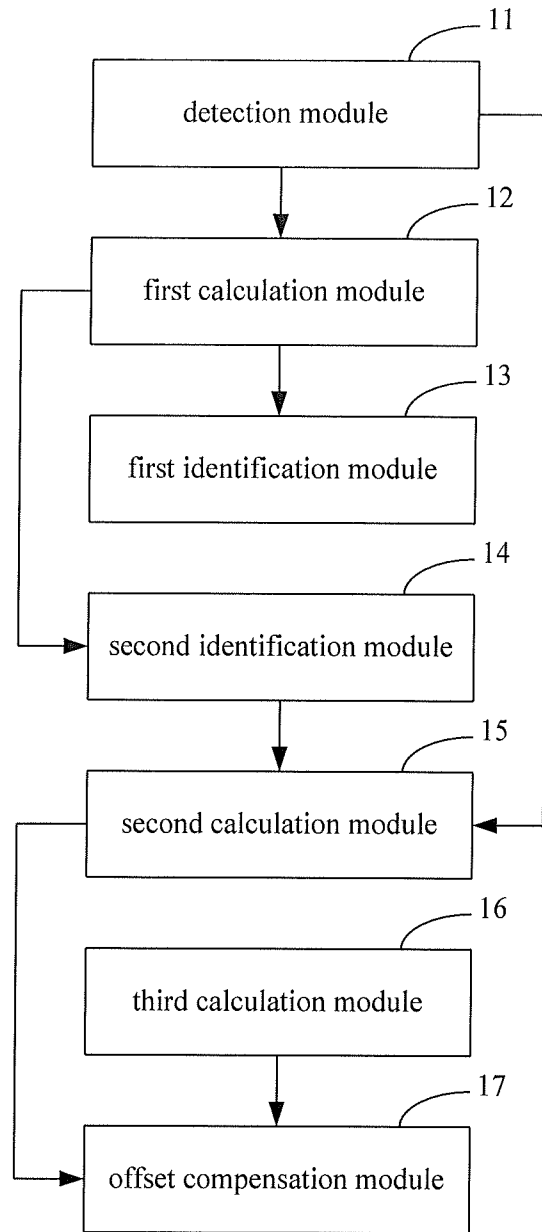 11
detection module
12
first calculation module
13
first identification module
14
second identification module
15
second calculation module
16
third calculation module
17
offset compensation module